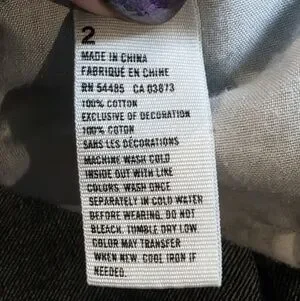 2
MADE IN CHINA
FABRIQUÉ EN CHINE
RN 54485 CA 03873
100% COTTON
EXCLUSIVE OF DECORATION
100% COTON
SANS LES DÉCORATIONS
MACHINE WASH COLD
INSIDE OUT WITH LIKE
COLORS. WASH ONCE
SEPARATELY IN COLD WATER
BEFORE WEARING. DO NOT
BLEACH. TUMBLE DRY LOW.
COLOR MAY TRANSFER
WHEN NEW. COOL IRON IF
NEEDED.